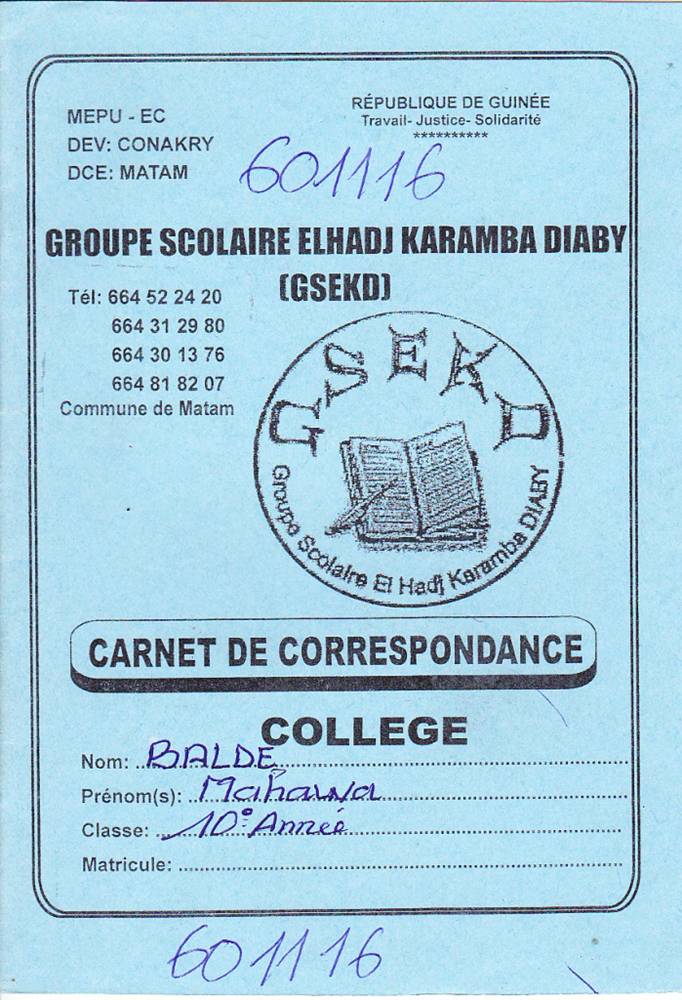 MEPU - EC
DEV: CONAKRY
DCE: MATAM
RÉPUBLIQUE DE GUINÉE
Travail- Justice- Solidarité
**********
601116
GROUPE SCOLAIRE ELHADJ KARAMBA DIABY
(GSEKD)
Tél: 664 52 24 20
664 31 29 80
664 30 13 76
664 81 82 07
Commune de Matam
GSEKD
Groupe Scolaire El Hadj Karamba DIABY
CARNET DE CORRESPONDANCE
COLLEGE
Nom: BALDE
Prénom(s): Mahawa
Classe: 10e Année
Matricule:
601116